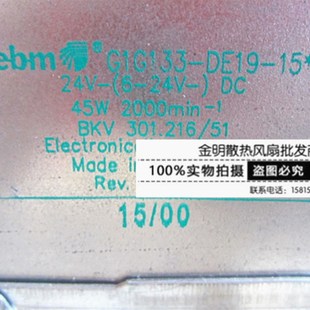 ebm G1G133-DE19-15*
24V-(6-24V-) DC
45W 2000min-1
BKV 301.216/51
Electronic
Made in
Rev.
金明散热风扇批发商
100%实物拍摄 盗图必究
联系电话：1581
15/00